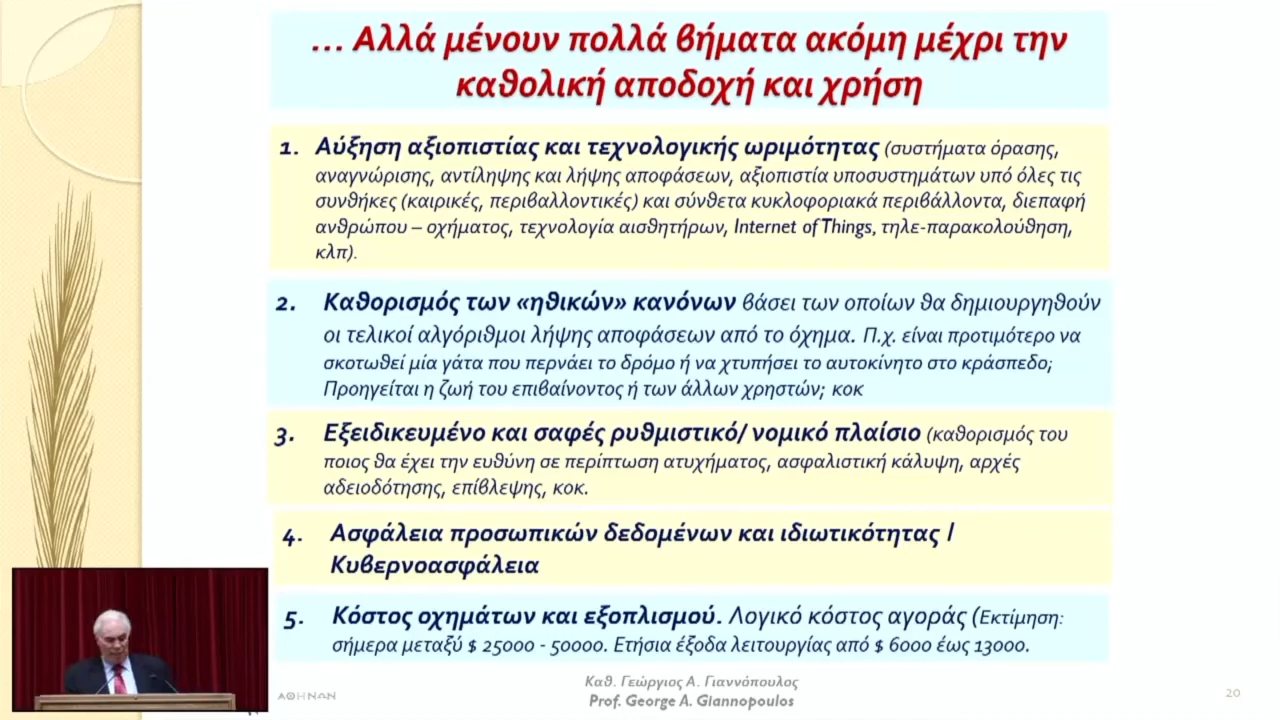 ... Αλλά μένουν πολλά βήματα ακόμη μέχρι την
καθολική αποδοχή και χρήση
1. Αύξηση αξιοπιστίας και τεχνολογικής ωριμότητας (συστήματα όρασης,
αναγνώρισης, αντίληψης και λήψης αποφάσεων, αξιοπιστία υποσυστημάτων υπό όλες τις
συνθήκες (καιρικές, περιβαλλοντικές) και σύνθετα κυκλοφοριακά περιβάλλοντα, διεπαφή
ανθρώπου – οχήματος, τεχνολογία αισθητήρων, Internet of Things, τηλε-παρακολούθηση,
κλπ).
2. Καθορισμός των «ηθικών» κανόνων βάσει των οποίων θα δημιουργηθούν
οι τελικοί αλγόριθμοι λήψης αποφάσεων από το όχημα. Π.χ. είναι προτιμότερο να
σκοτωθεί μία γάτα που περνάει το δρόμο ή να χτυπήσει το αυτοκίνητο στο κράσπεδο;
Προηγείται η ζωή του επιβαίνοντος ή των άλλων χρηστών; κοκ
3. Εξειδικευμένο και σαφές ρυθμιστικό/ νομικό πλαίσιο (καθορισμός του
ποιος θα έχει την ευθύνη σε περίπτωση ατυχήματος, ασφαλιστική κάλυψη, αρχές
αδειοδότησης, επίβλεψης, κοκ.
4. Ασφάλεια προσωπικών δεδομένων και ιδιωτικότητας /
Κυβερνοασφάλεια
5. Κόστος οχημάτων και εξοπλισμού. Λογικό κόστος αγοράς (Εκτίμηση:
σήμερα μεταξύ $ 25000 - 50000. Ετήσια έξοδα λειτουργίας από $ 6000 έως 13000.
ΑΘΗΝΩΝ
Καθ. Γεώργιος Α. Γιαννόπουλος
Prof. George A. Giannopoulos
20